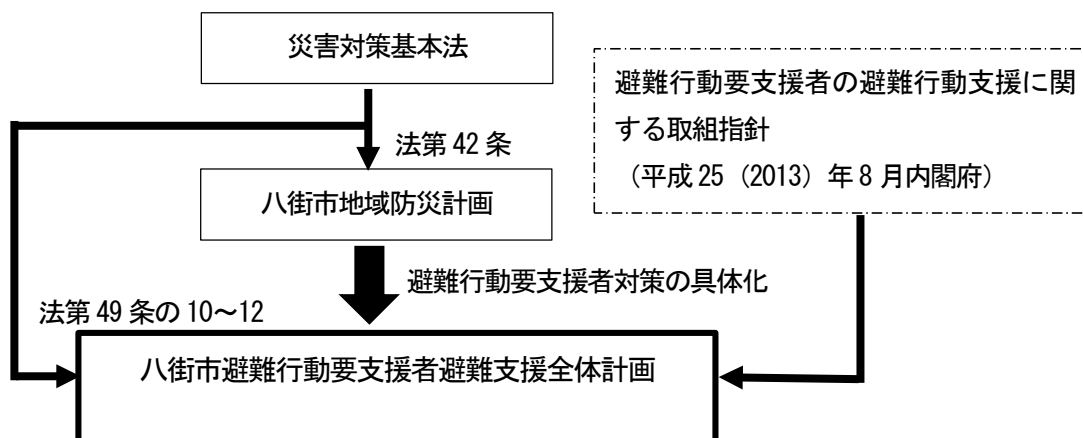 災害対策基本法
避難行動要支援者の避難行動支援に関
する取組指針
（平成25（2013）年8月内閣府）
法第42条
八街市地域防災計画
避難行動要支援者対策の具体化
法第49条の10～12
八街市避難行動要支援者避難支援全体計画